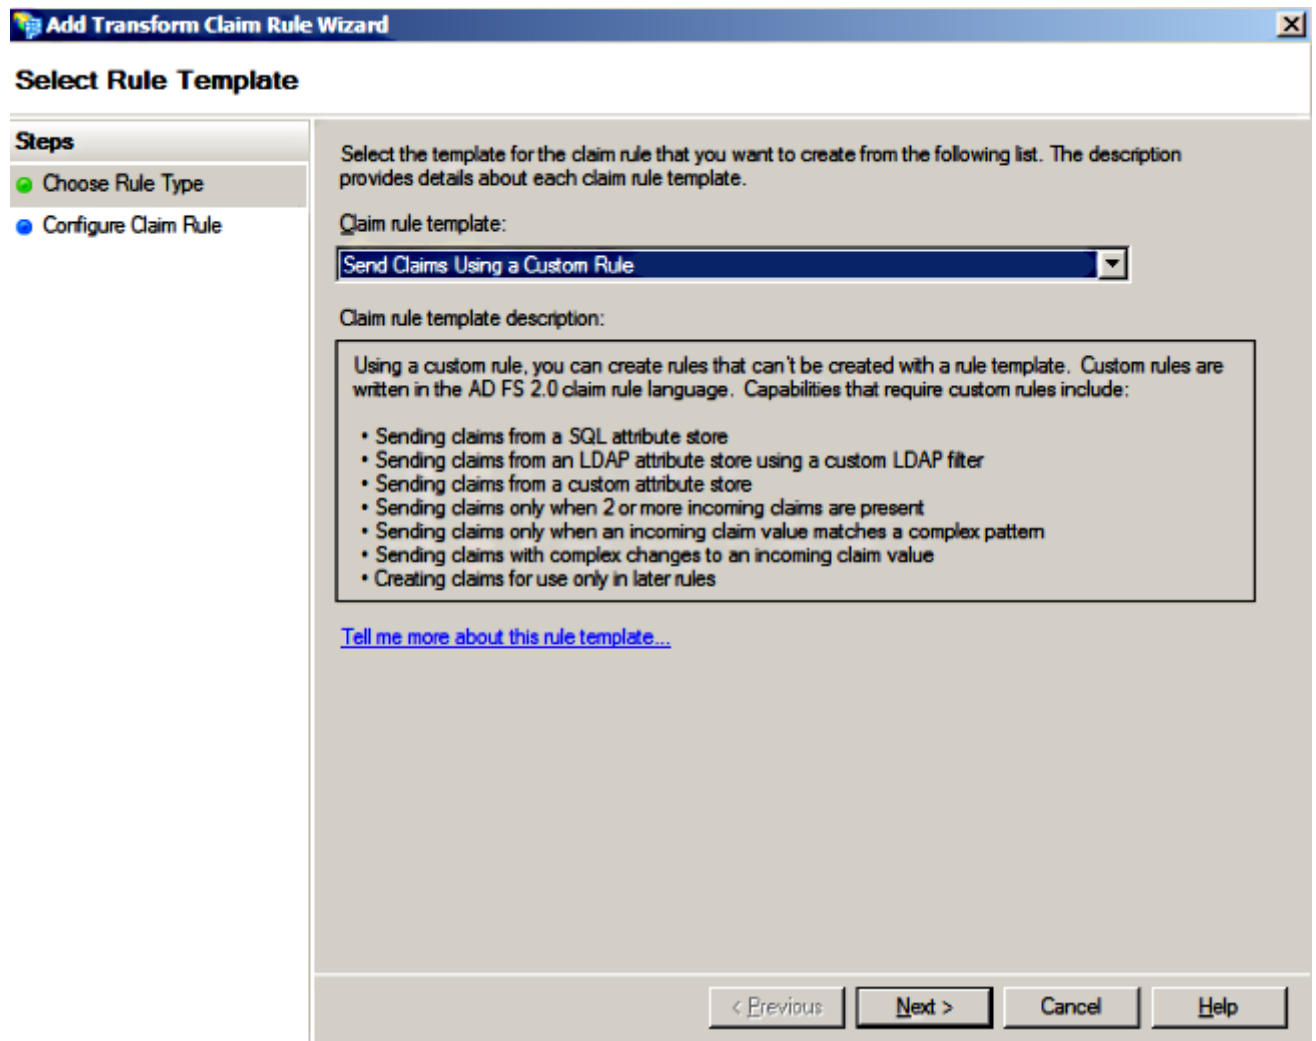 Add Transform Claim Rule Wizard
Select Rule Template
Steps
Choose Rule Type
Configure Claim Rule
Select the template for the claim rule that you want to create from the following list. The description
provides details about each claim rule template.
Claim rule template:
Send Claims Using a Custom Rule
Claim rule template description:
Using a custom rule, you can create rules that can't be created with a rule template. Custom rules are
written in the AD FS 2.0 claim rule language. Capabilities that require custom rules include:
• Sending claims from a SQL attribute store
• Sending claims from an LDAP attribute store using a custom LDAP filter
• Sending claims from a custom attribute store
• Sending claims only when 2 or more incoming claims are present
• Sending claims only when an incoming claim value matches a complex pattern
• Sending claims with complex changes to an incoming claim value
• Creating claims for use only in later rules
Tell me more about this rule template...
< Previous
Next >
Cancel
Help